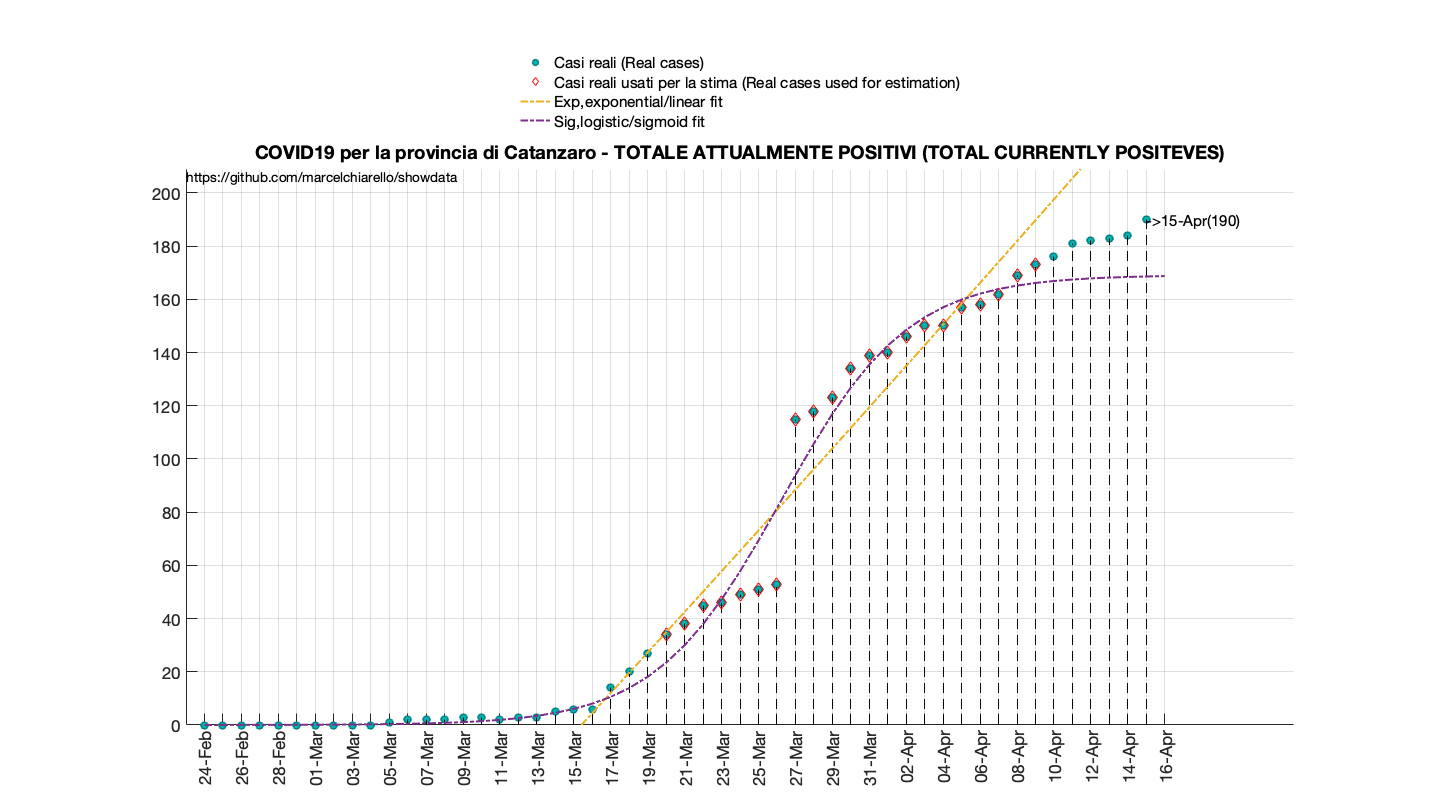 Casi reali (Real cases)
Casi reali usati per la stima (Real cases used for estimation)
Exp,exponential/linear fit
Sig,logistic/sigmoid fit
COVID19 per la provincia di Catanzaro - TOTALE ATTUALMENTE POSITIVI (TOTAL CURRENTLY POSITEVES)
https://github.com/marcelchiarello/showdata
200
180
160
140
120
100
80
60
40
20
0
->15-Apr(190)
24-Feb
26-Feb
28-Feb
01-Mar
03-Mar
05-Mar
07-Mar
09-Mar
11-Mar
13-Mar
15-Mar
17-Mar
19-Mar
21-Mar
23-Mar
25-Mar
27-Mar
29-Mar
31-Mar
02-Apr
04-Apr
06-Apr
08-Apr
10-Apr
12-Apr
14-Apr
16-Apr